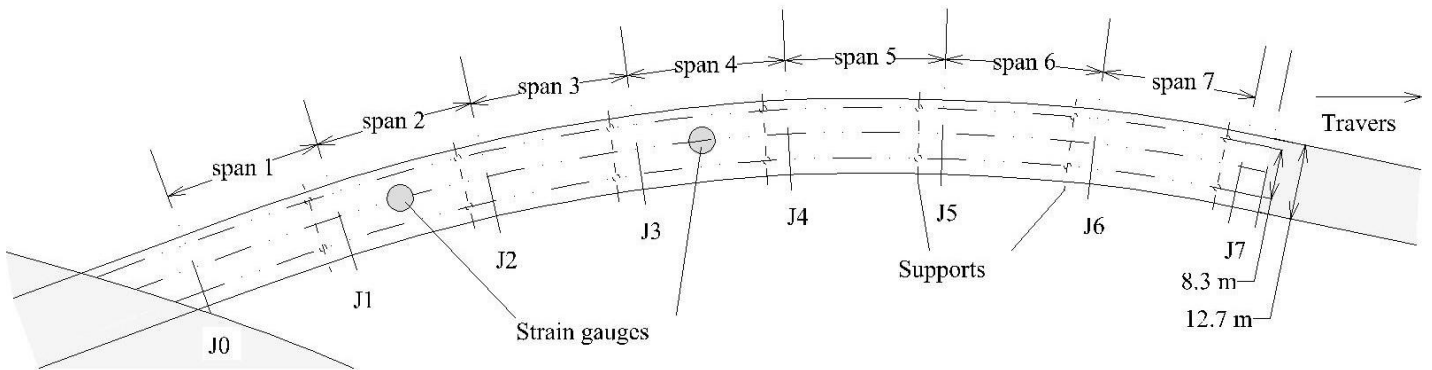 span 1
span 2
span 3
span 4
span 5
span 6
span 7
Travers
J0
J1
J2
J3
J4
J5
J6
J7
Supports
Strain gauges
8.3 m
12.7 m